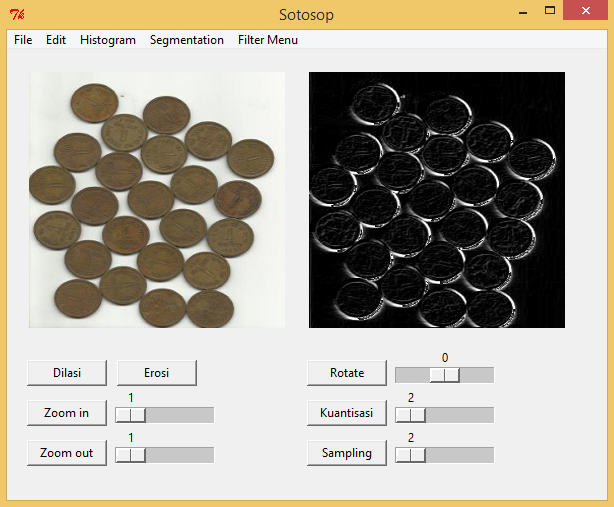 Sotosop
File Edit Histogram Segmentation Filter Menu
Dilasi Erosi Rotate 0
Zoom in 1 Kuantisasi 2
Zoom out 1 Sampling 2